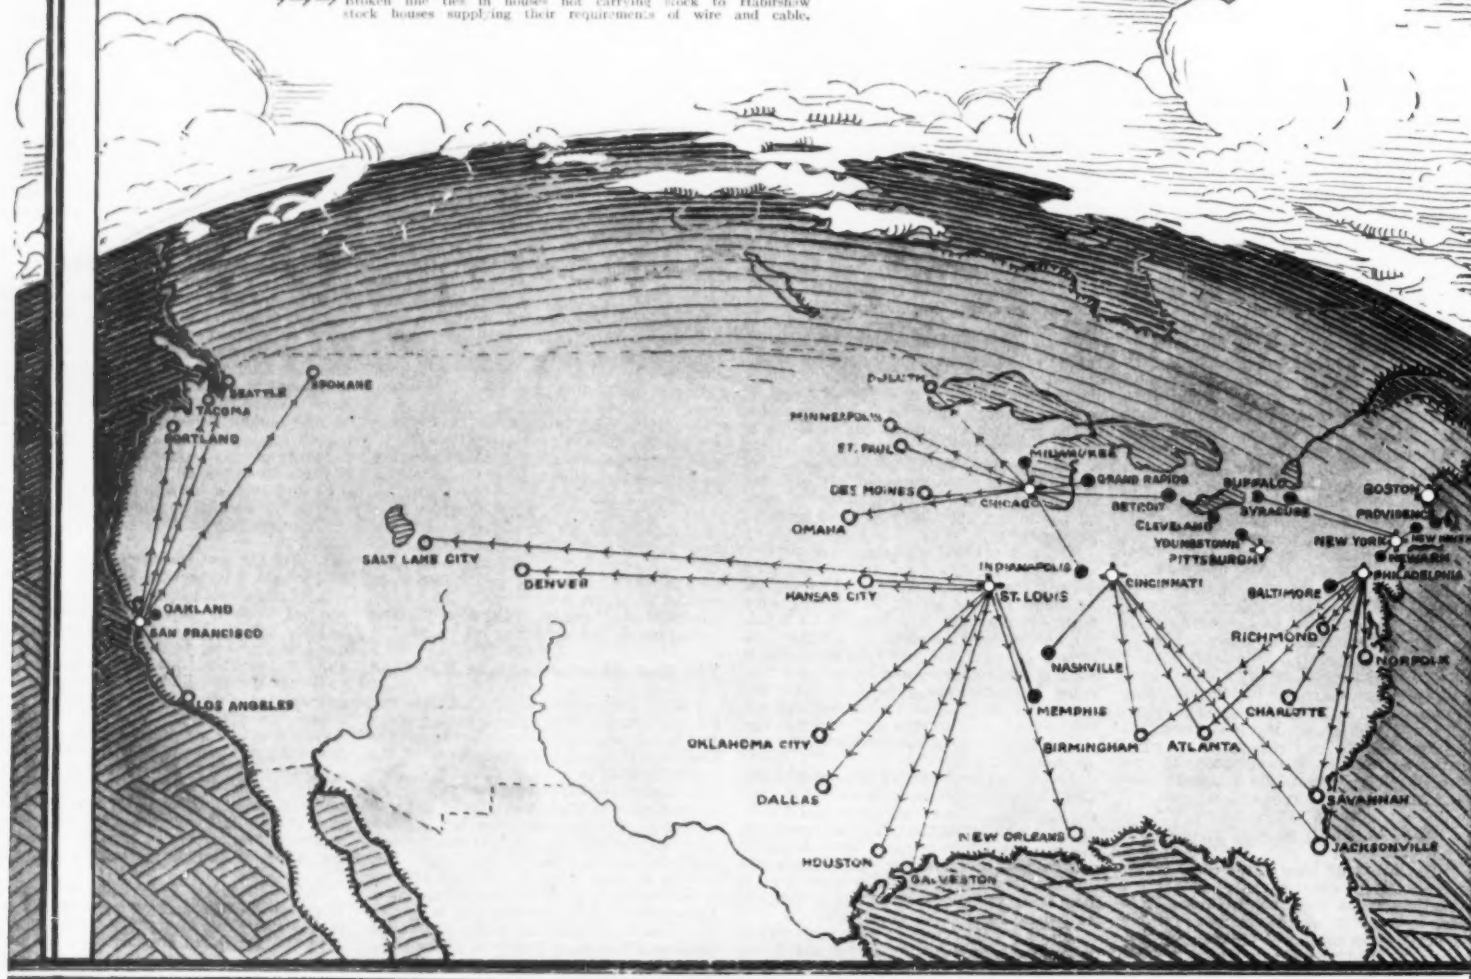 Broken line ties in houses not carrying stock to Habirshaw
stock houses supplying their requirements of wire and cable.
DULUTH
SEATTLE
SPOKANE
TACOMA
MINNEAPOLIS
PORTLAND
ST. PAUL
MILWAUKEE
GRAND RAPIDS
BUFFALO
BOSTON
DES MOINES
CHICAGO
DETROIT
SYRACUSE
PROVIDENCE
OMAHA
CLEVELAND
YOUNGSTOWN
NEW YORK
NEW HAVEN
SALT LAKE CITY
PITTSBURGH
NEWARK
INDIANAPOLIS
CINCINNATI
PHILADELPHIA
DENVER
KANSAS CITY
ST. LOUIS
BALTIMORE
OAKLAND
SAN FRANCISCO
RICHMOND
NASHVILLE
NORFOLK
LOS ANGELES
MEMPHIS
CHARLOTTE
OKLAHOMA CITY
BIRMINGHAM
ATLANTA
DALLAS
SAVANNAH
NEW ORLEANS
JACKSONVILLE
HOUSTON
GALVESTON